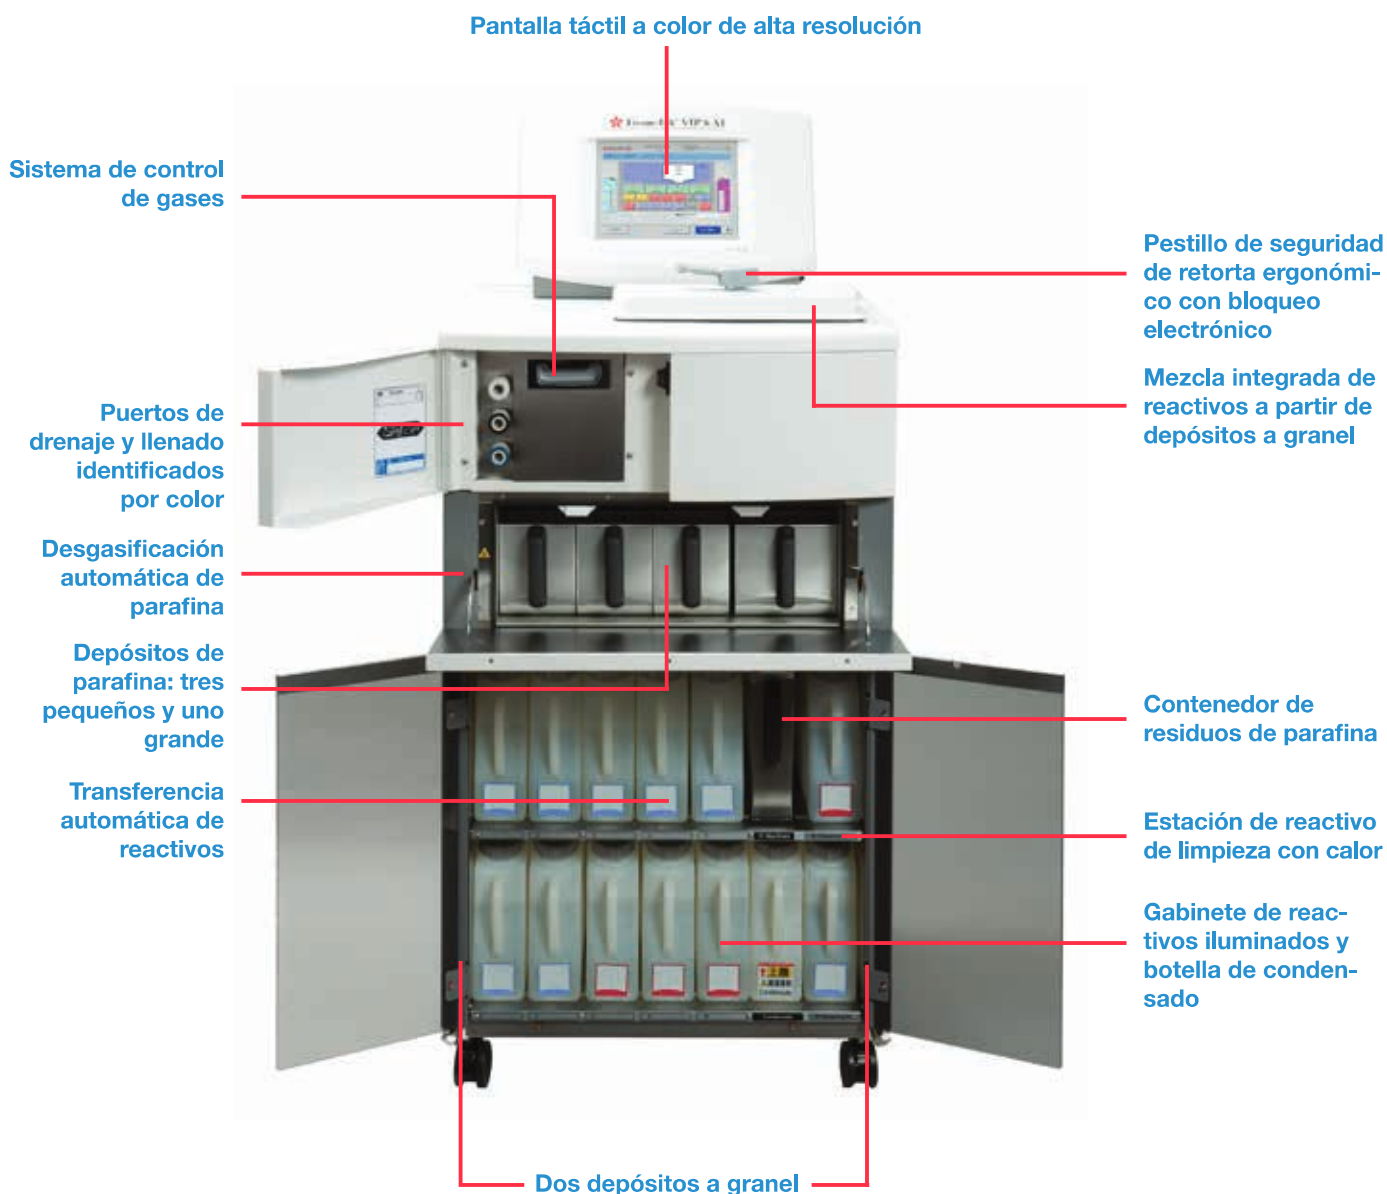 Pantalla táctil a color de alta resolución
Sistema de control
de gases
Puertos de
drenaje y llenado
identificados
por color
Desgasificación
automática de
parafina
Depósitos de
parafina: tres
pequeños y uno
grande
Transferencia
automática de
reactivos
Pestillo de seguridad
de retorta ergonómi-
co con bloqueo
electrónico
Mezcla integrada de
reactivos a partir de
depósitos a granel
Contenedor de
residuos de parafina
Estación de reactivo
de limpieza con calor
Gabinete de reac-
tivos iluminados y
botella de conden-
sado
Dos depósitos a granel